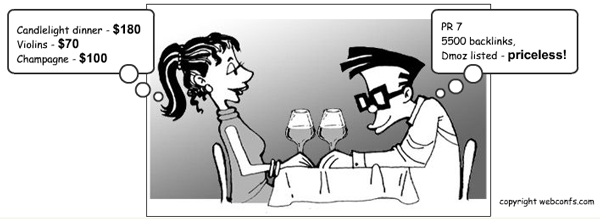 Candlelight dinner - $180
Violins - $70
Champagne - $100
PR 7
5500 backlinks,
Dmoz listed - priceless!
copyright webconfs.com